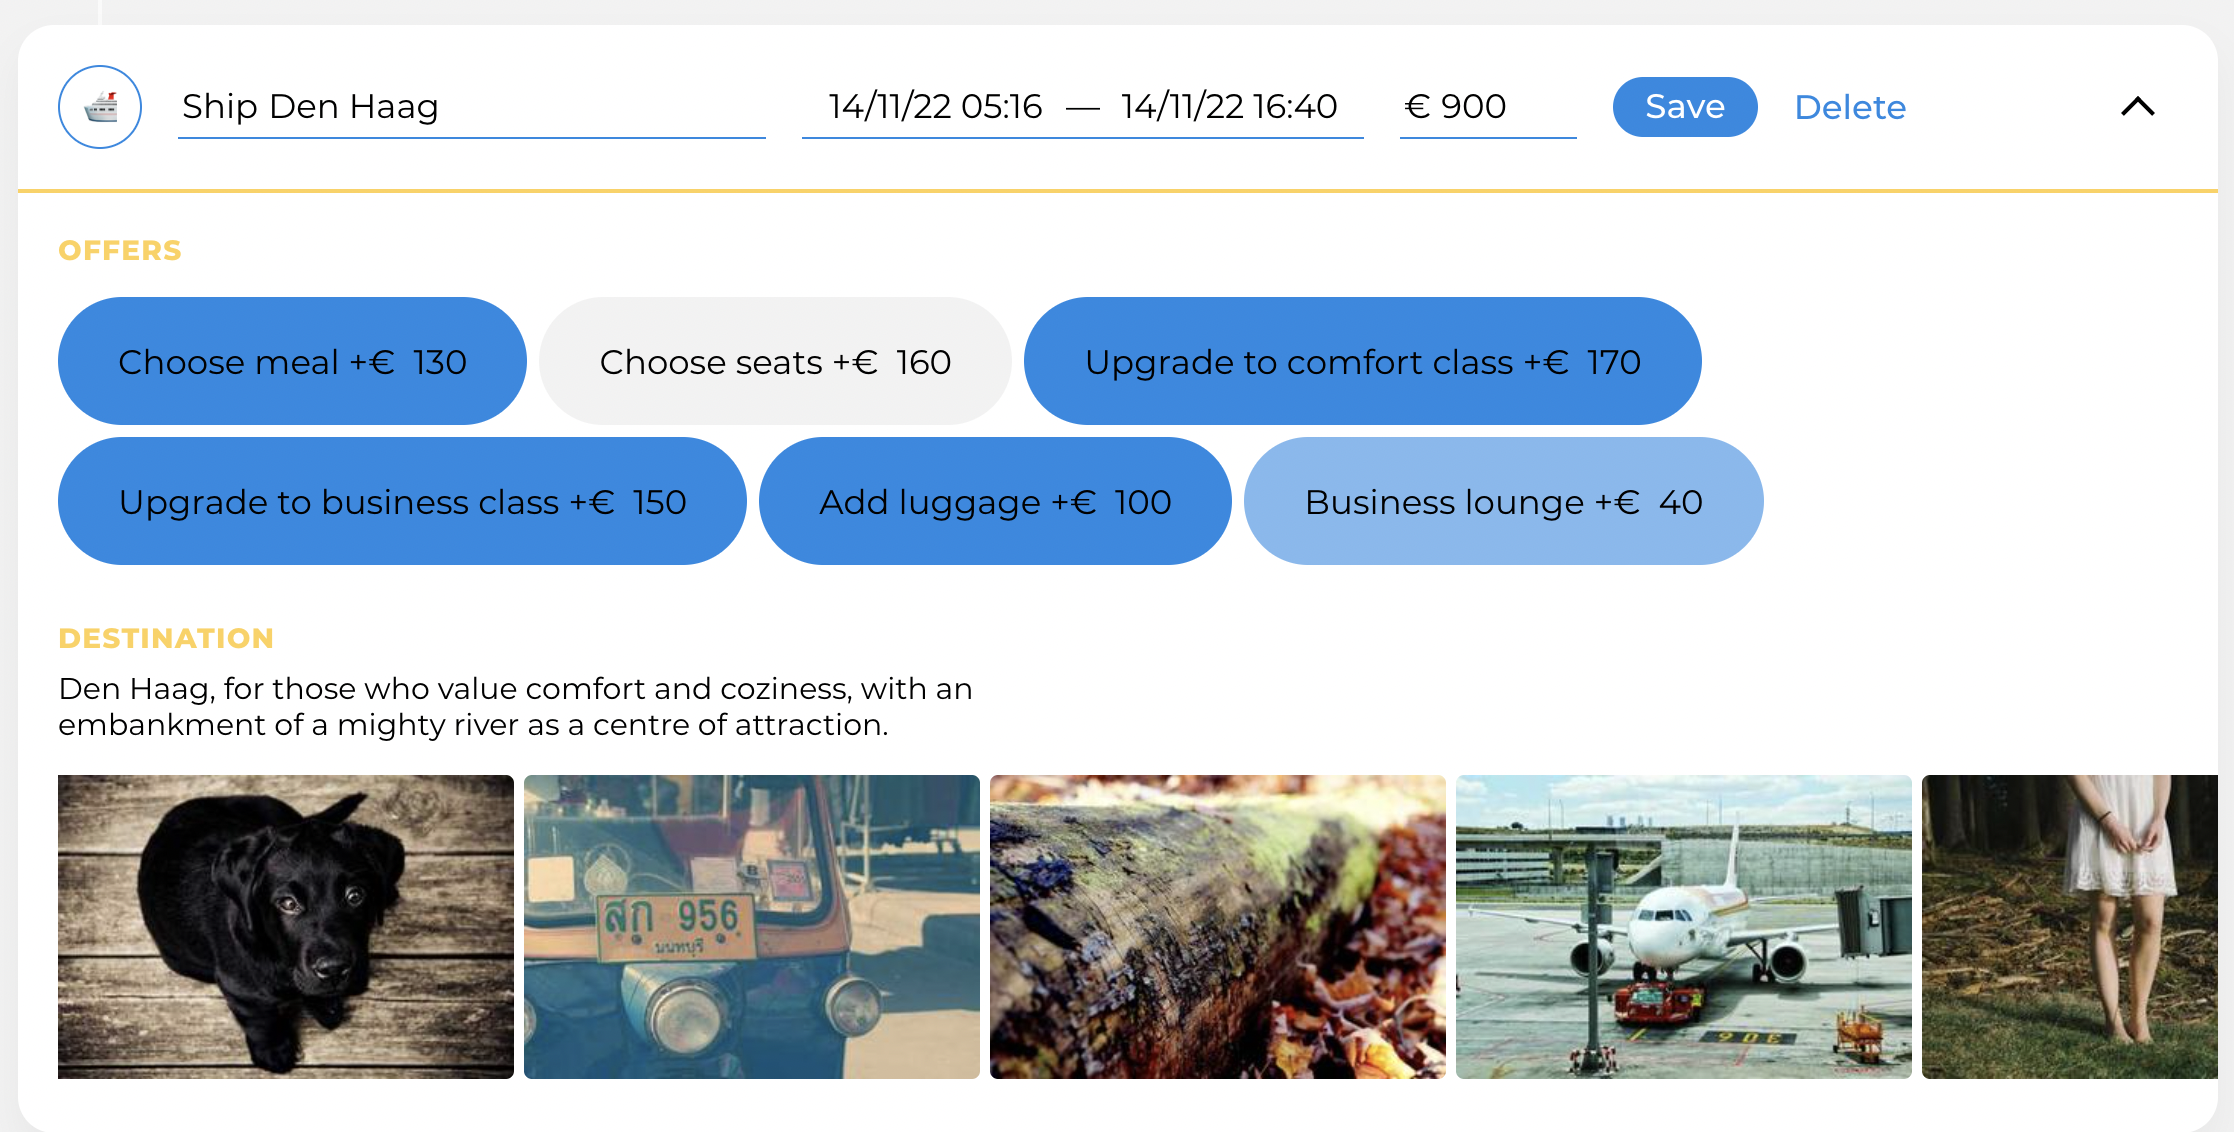 Ship Den Haag 14/11/22 05:16 — 14/11/22 16:40 € 900 Save Delete
OFFERS
Choose meal +€ 130 Choose seats +€ 160 Upgrade to comfort class +€ 170
Upgrade to business class +€ 150 Add luggage +€ 100 Business lounge +€ 40
DESTINATION
Den Haag, for those who value comfort and coziness, with an
embankment of a mighty river as a centre of attraction.
สก 956
นนทบุรี